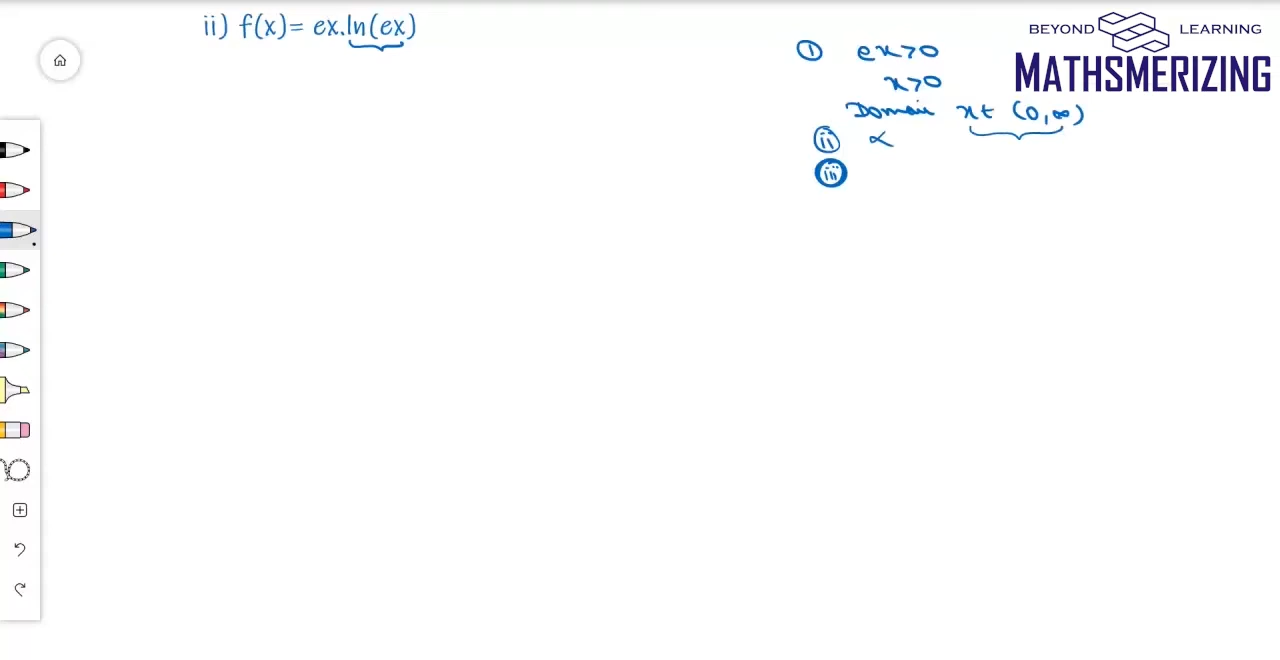 ii) f(x)= ex.ln(ex)
BEYOND LEARNING
MATHSMERIZING
① ex>0
x>0
Domain x∈ (0,∞)
ⓘⓘ ∝
ⓘⓘⓘ